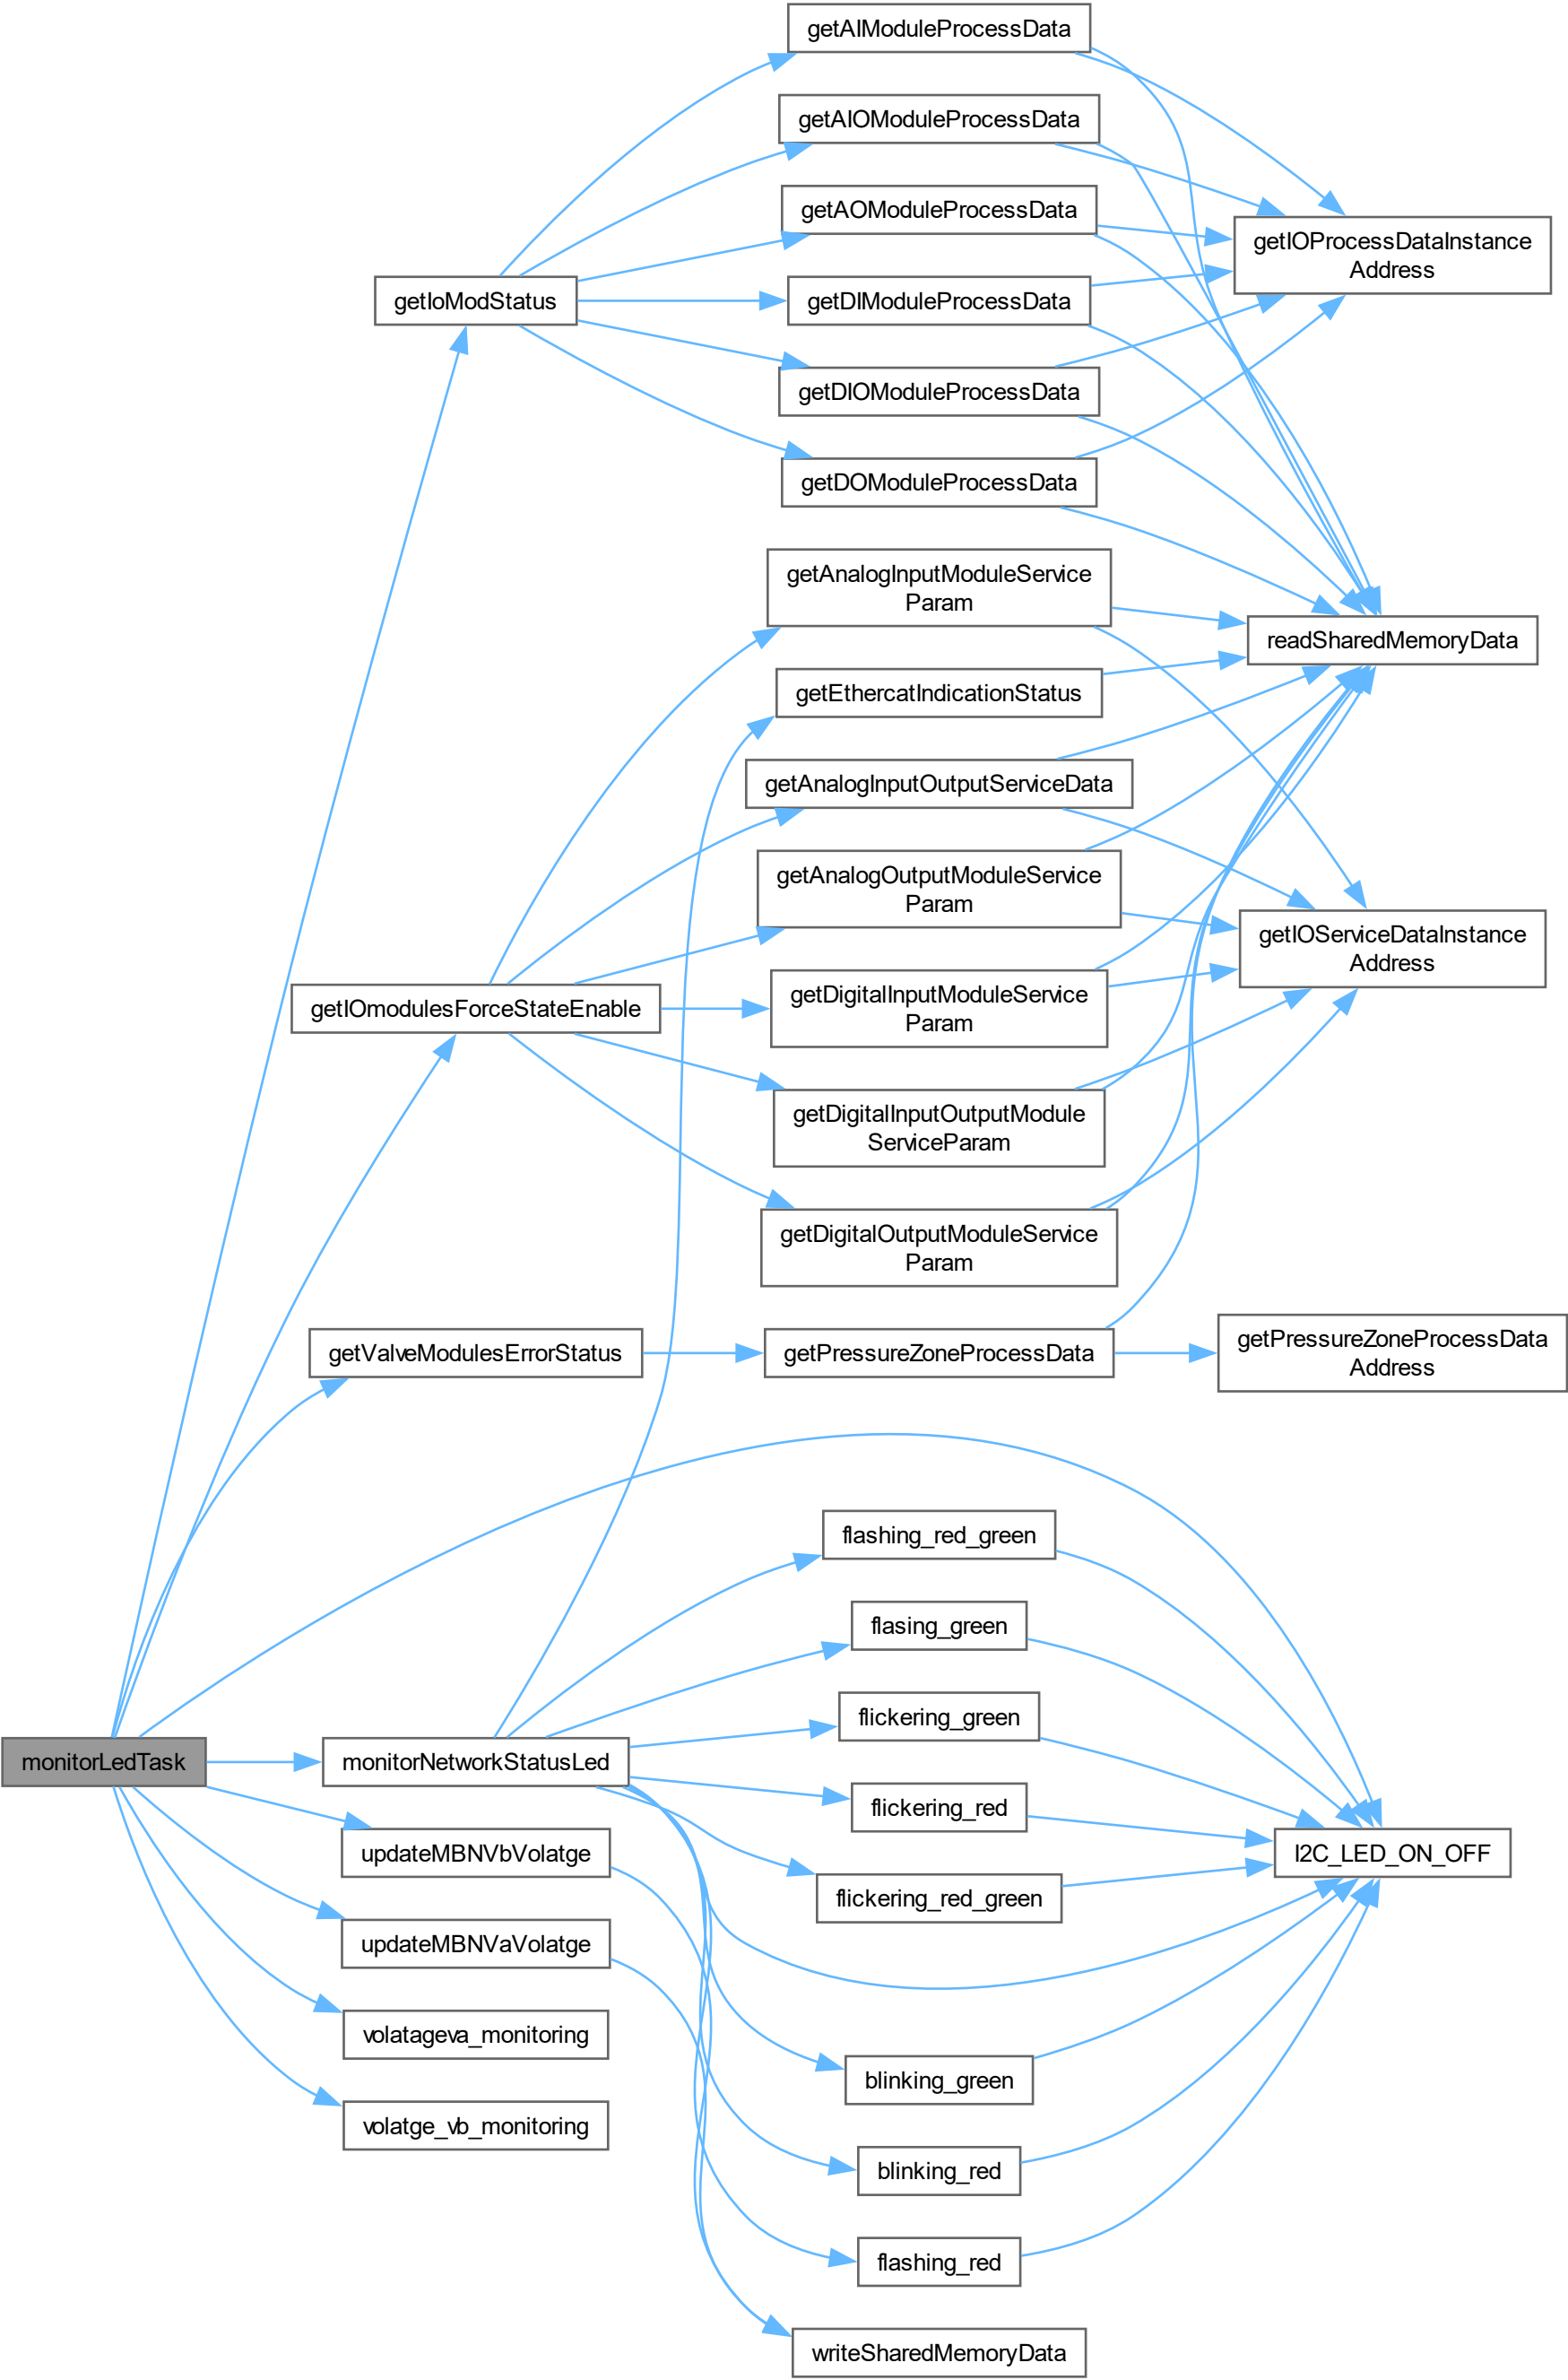 getAIModuleProcessData
getAIOModuleProcessData
getAOModuleProcessData
getIOProcessDataInstance
Address
getIoModStatus
getDIModuleProcessData
getDIOModuleProcessData
getDOModuleProcessData
getAnalogInputModuleService
Param
readSharedMemoryData
getEthercatIndicationStatus
getAnalogInputOutputServiceData
getAnalogOutputModuleService
Param
getIOServiceDataInstance
Address
getIOmodulesForceStateEnable
getDigitalInputModuleService
Param
getDigitalInputOutputModule
ServiceParam
getDigitalOutputModuleService
Param
getValveModulesErrorStatus
getPressureZoneProcessData
getPressureZoneProcessData
Address
flashing_red_green
flasing_green
flickering_green
monitorLedTask
monitorNetworkStatusLed
flickering_red
updateMBNVbVolatge
I2C_LED_ON_OFF
flickering_red_green
updateMBNVaVolatge
volatageva_monitoring
blinking_green
volatge_vb_monitoring
blinking_red
flashing_red
writeSharedMemoryData